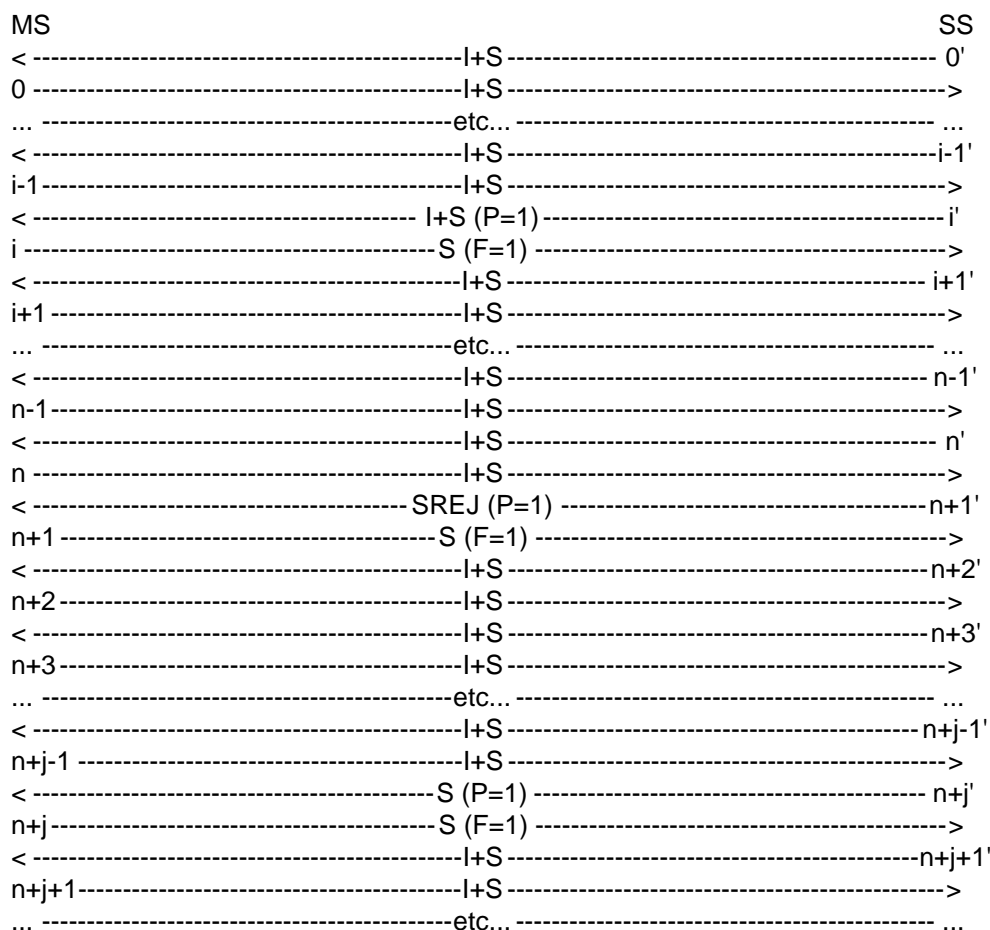 MS SS
< ------------------------------------------------I+S ------------------------------------------------ 0'
0 ------------------------------------------------I+S ------------------------------------------------->
... ----------------------------------------------etc... ----------------------------------------------- ...
< ------------------------------------------------I+S ------------------------------------------------i-1'
i-1-----------------------------------------------I+S ------------------------------------------------->
< ------------------------------------------- I+S (P=1)---------------------------------------------i'
i ----------------------------------------------S (F=1) ---------------------------------------------->
< ------------------------------------------------I+S ----------------------------------------------- i+1'
i+1 ----------------------------------------------I+S ------------------------------------------------->
... ----------------------------------------------etc... ----------------------------------------------- ...
< ------------------------------------------------I+S ----------------------------------------------- n-1'
n-1-----------------------------------------------I+S ------------------------------------------------->
< ------------------------------------------------I+S ------------------------------------------------ n'
n ------------------------------------------------I+S ------------------------------------------------->
< ------------------------------------------SREJ (P=1) -----------------------------------------n+1'
n+1 ------------------------------------------S (F=1) ---------------------------------------------->
< ------------------------------------------------I+S -----------------------------------------------n+2'
n+2-----------------------------------------------I+S ------------------------------------------------->
< ------------------------------------------------I+S -----------------------------------------------n+3'
n+3-----------------------------------------------I+S ------------------------------------------------->
... ----------------------------------------------etc... ----------------------------------------------- ...
< ------------------------------------------------I+S ---------------------------------------------- n+j-1'
n+j-1 --------------------------------------------I+S ------------------------------------------------->
< ---------------------------------------------S (P=1) -------------------------------------------- n+j'
n+j-------------------------------------------S (F=1) ---------------------------------------------->
< ------------------------------------------------I+S ----------------------------------------------n+j+1'
n+j+1---------------------------------------------I+S ------------------------------------------------->
... ----------------------------------------------etc... ----------------------------------------------- ...